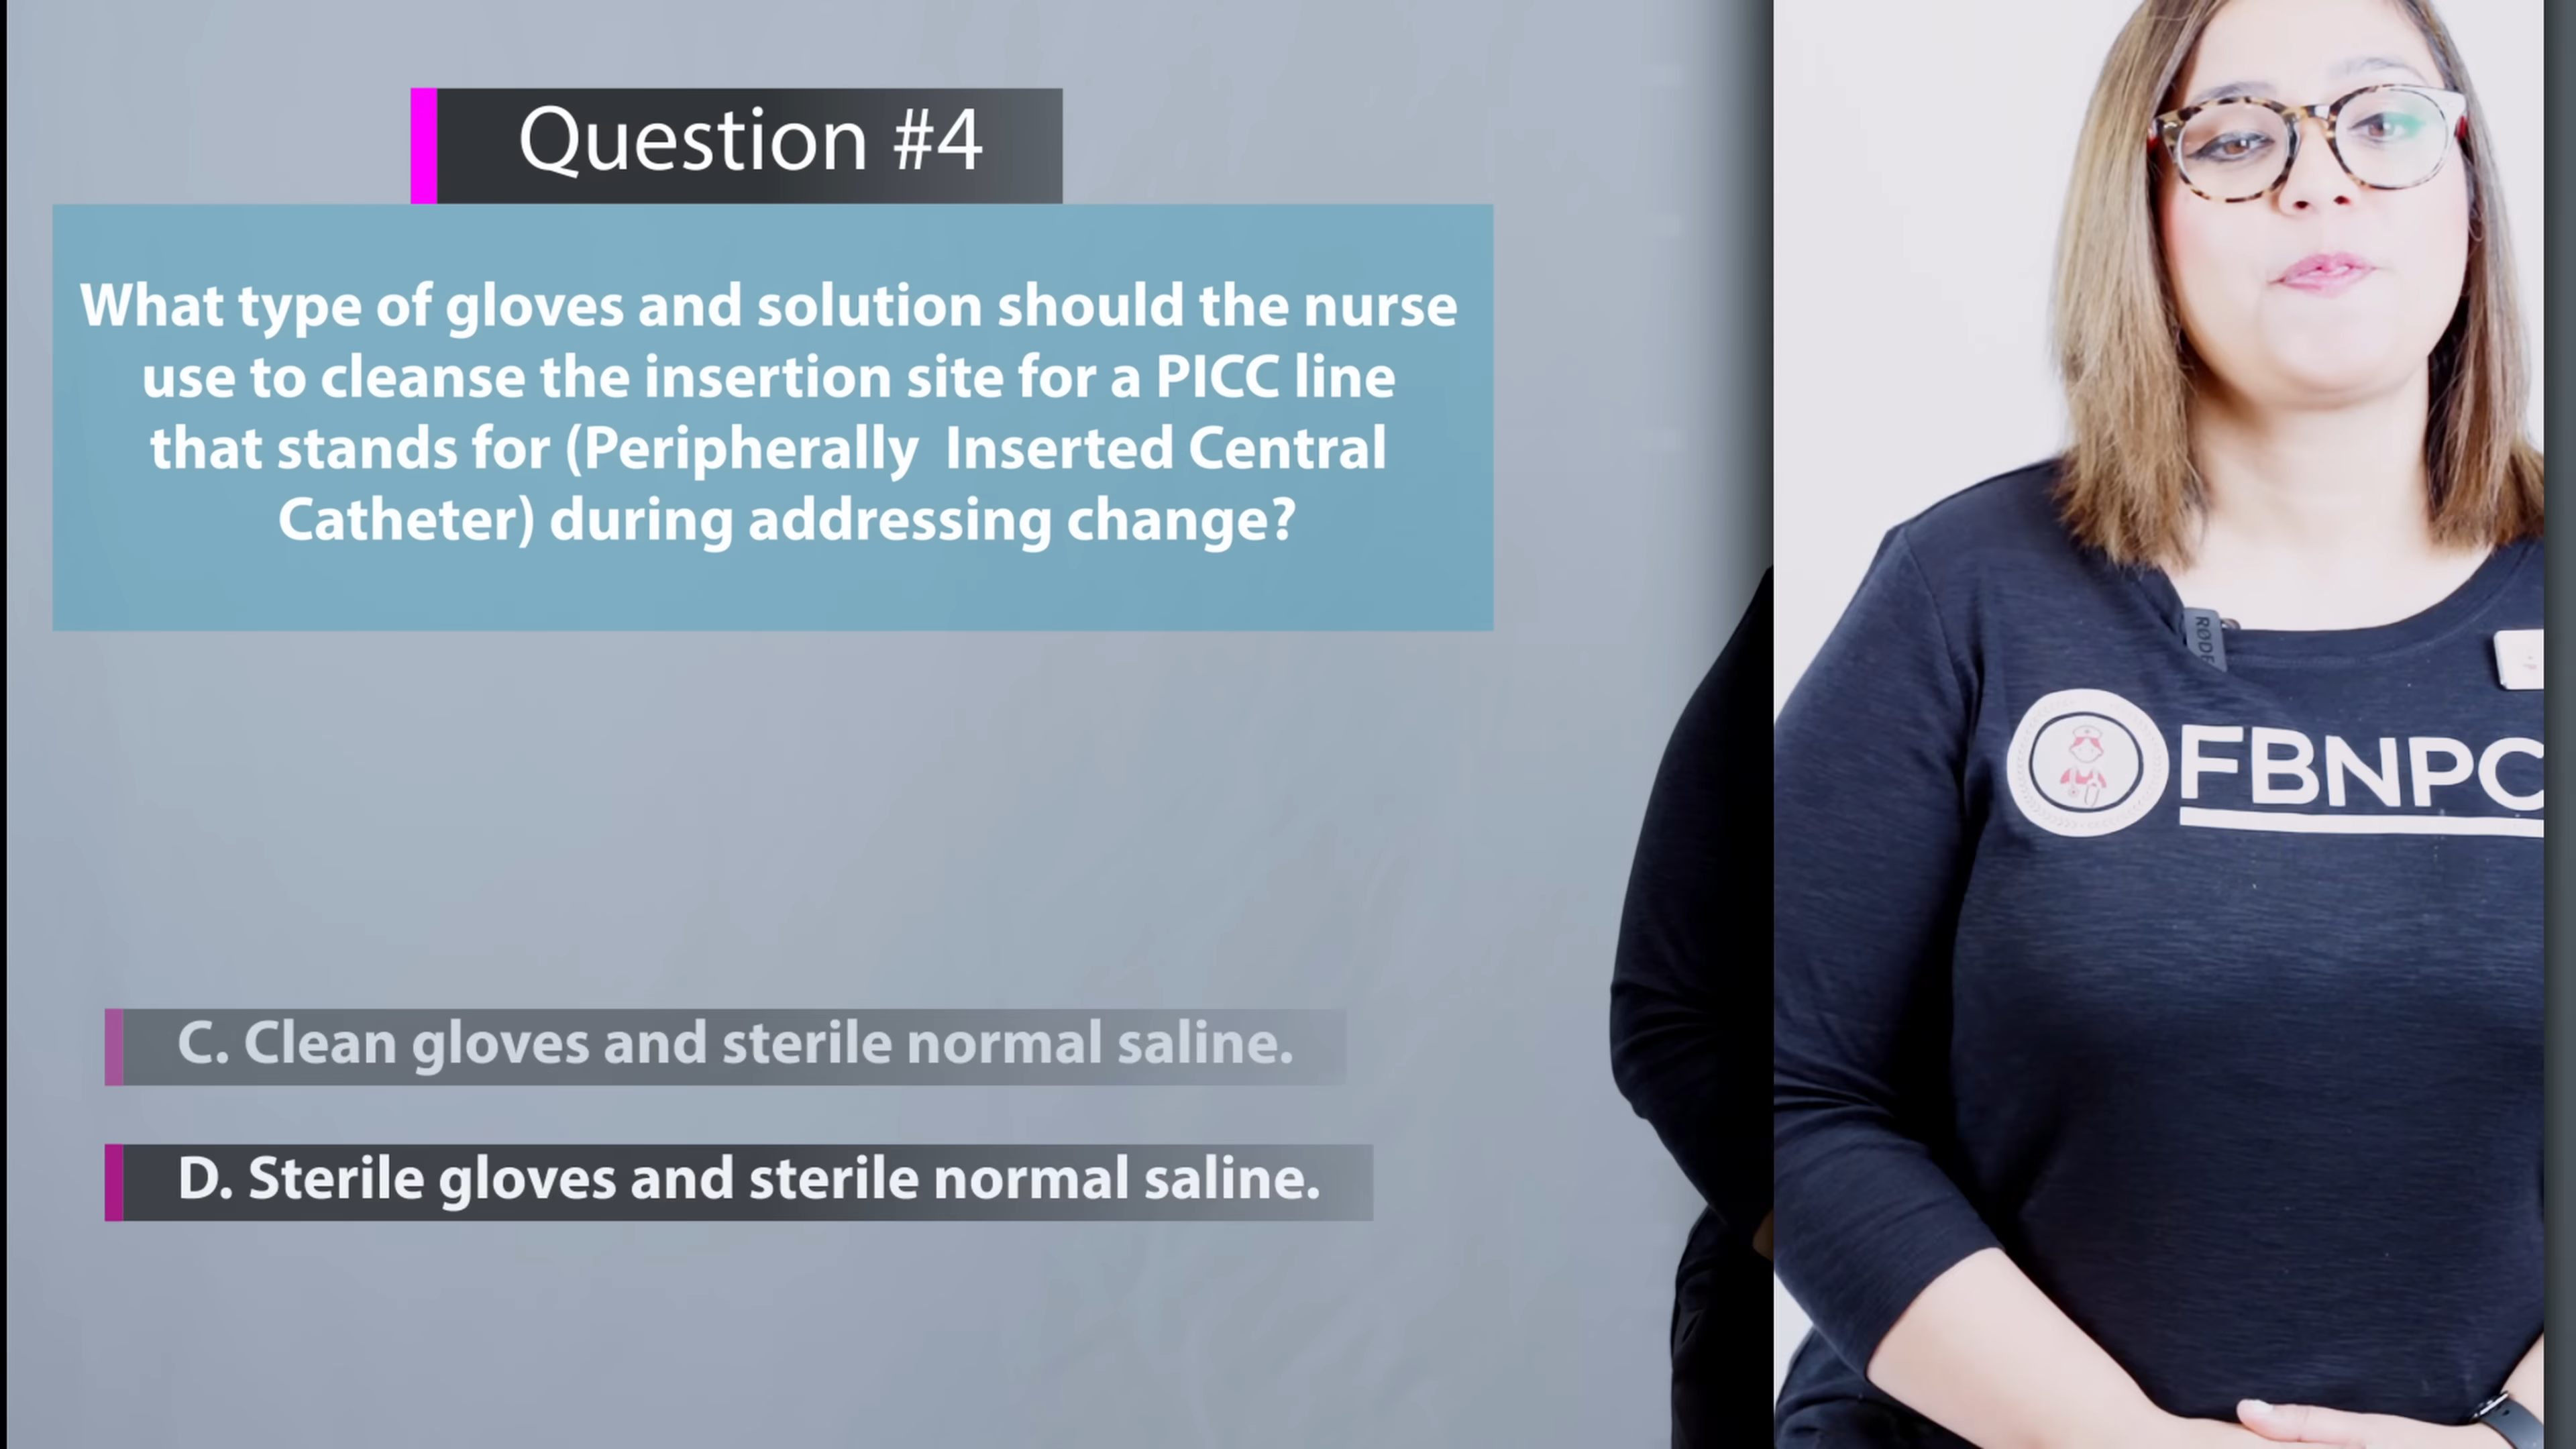 Question #4
What type of gloves and solution should the nurse
use to cleanse the insertion site for a PICC line
that stands for (Peripherally Inserted Central
Catheter) during addressing change?
C. Clean gloves and sterile normal saline.
D. Sterile gloves and sterile normal saline.
RØDE
FBNPC